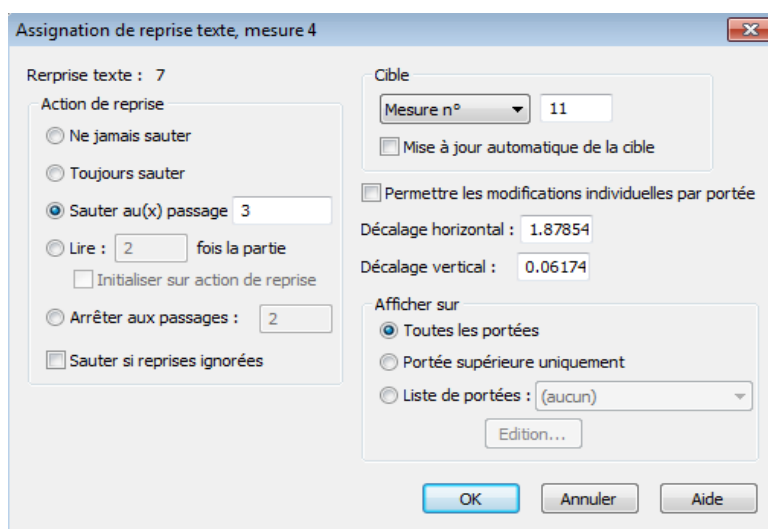 Assignation de reprise texte, mesure 4
Rerprise texte : 7
Action de reprise
Ne jamais sauter
Toujours sauter
Sauter au(x) passage 3
Lire : 2 fois la partie
Initialiser sur action de reprise
Arrêter aux passages : 2
Sauter si reprises ignorées
Cible
Mesure n° 11
Mise à jour automatique de la cible
Permettre les modifications individuelles par portée
Décalage horizontal : 1.87854
Décalage vertical : 0.06174
Afficher sur
Toutes les portées
Portée supérieure uniquement
Liste de portées : (aucun)
Edition...
OK Annuler Aide